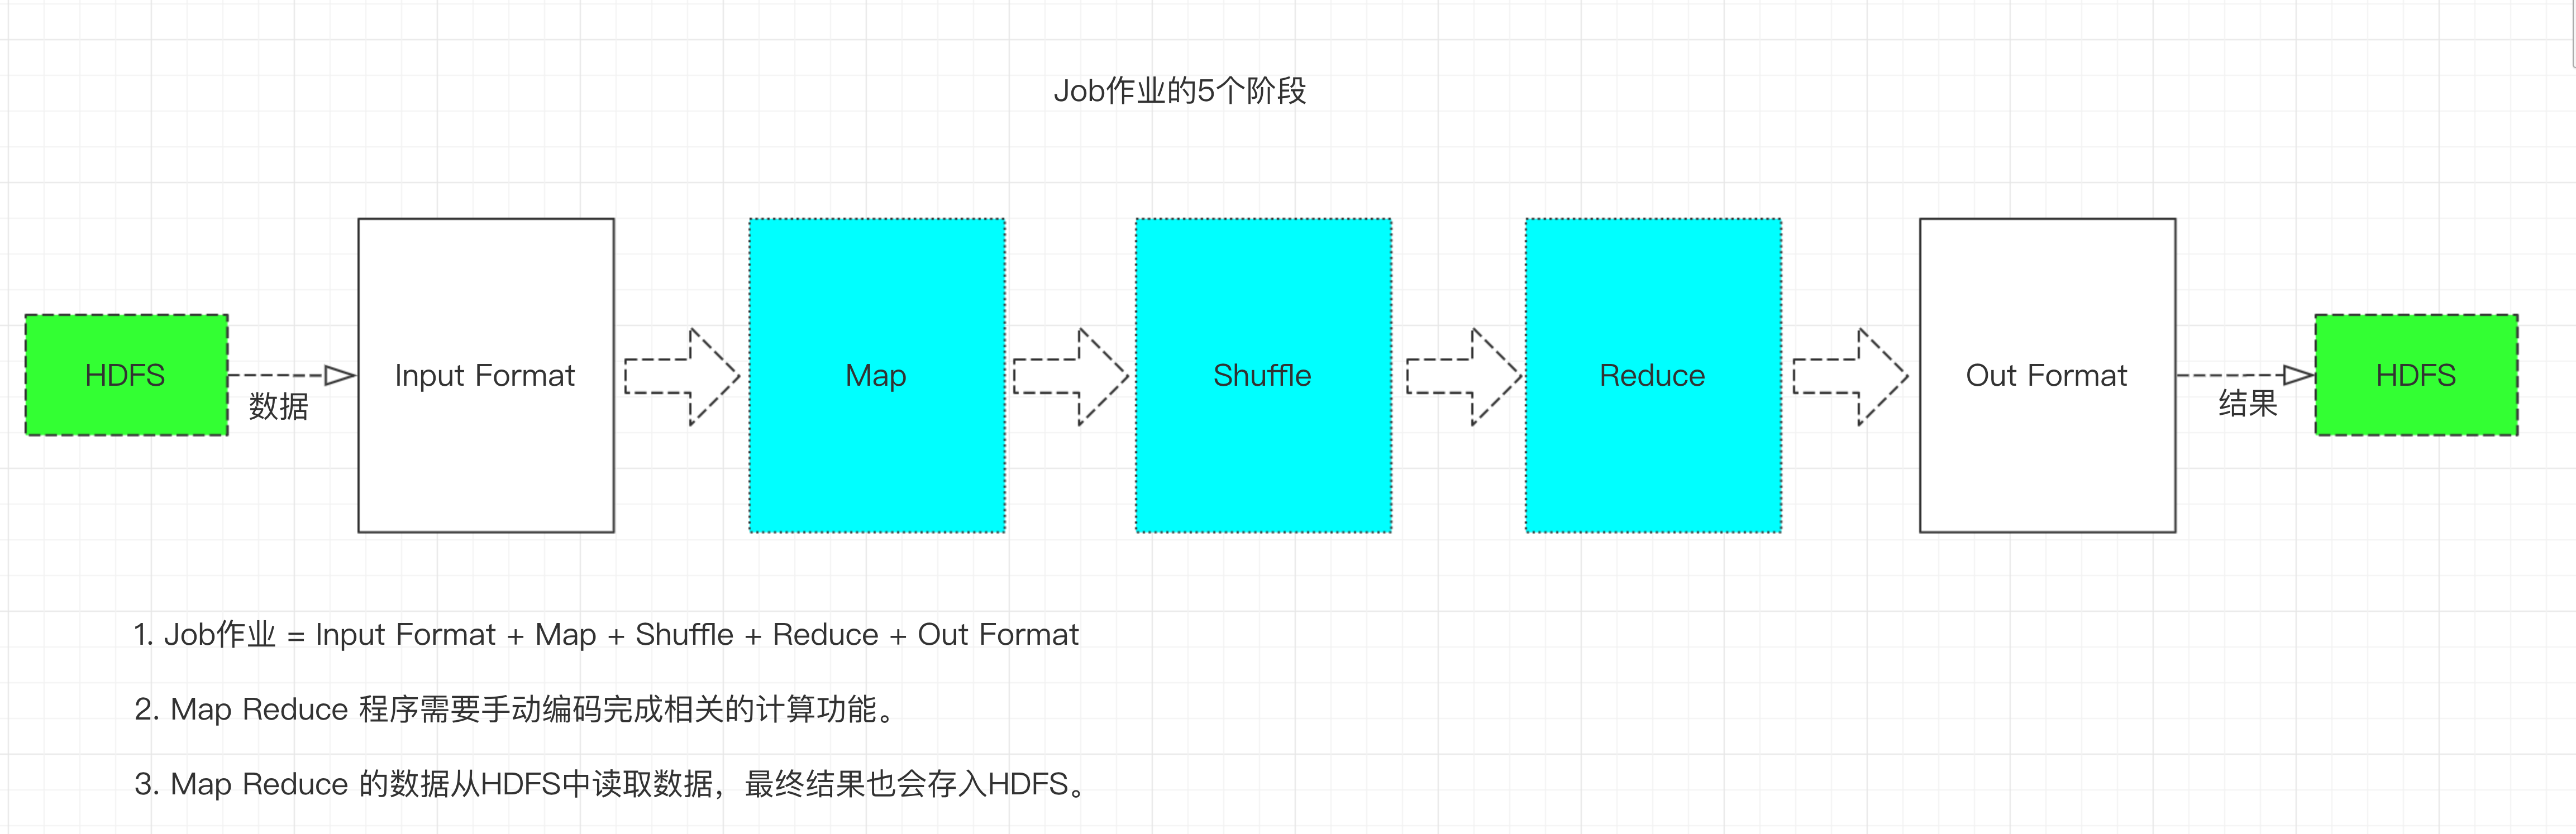 Job作业的5个阶段
HDFS
数据
Input Format
Map
Shuffle
Reduce
Out Format
结果
HDFS
1. Job作业 = Input Format + Map + Shuffle + Reduce + Out Format
2. Map Reduce 程序需要手动编码完成相关的计算功能。
3. Map Reduce 的数据从HDFS中读取数据，最终结果也会存入HDFS。